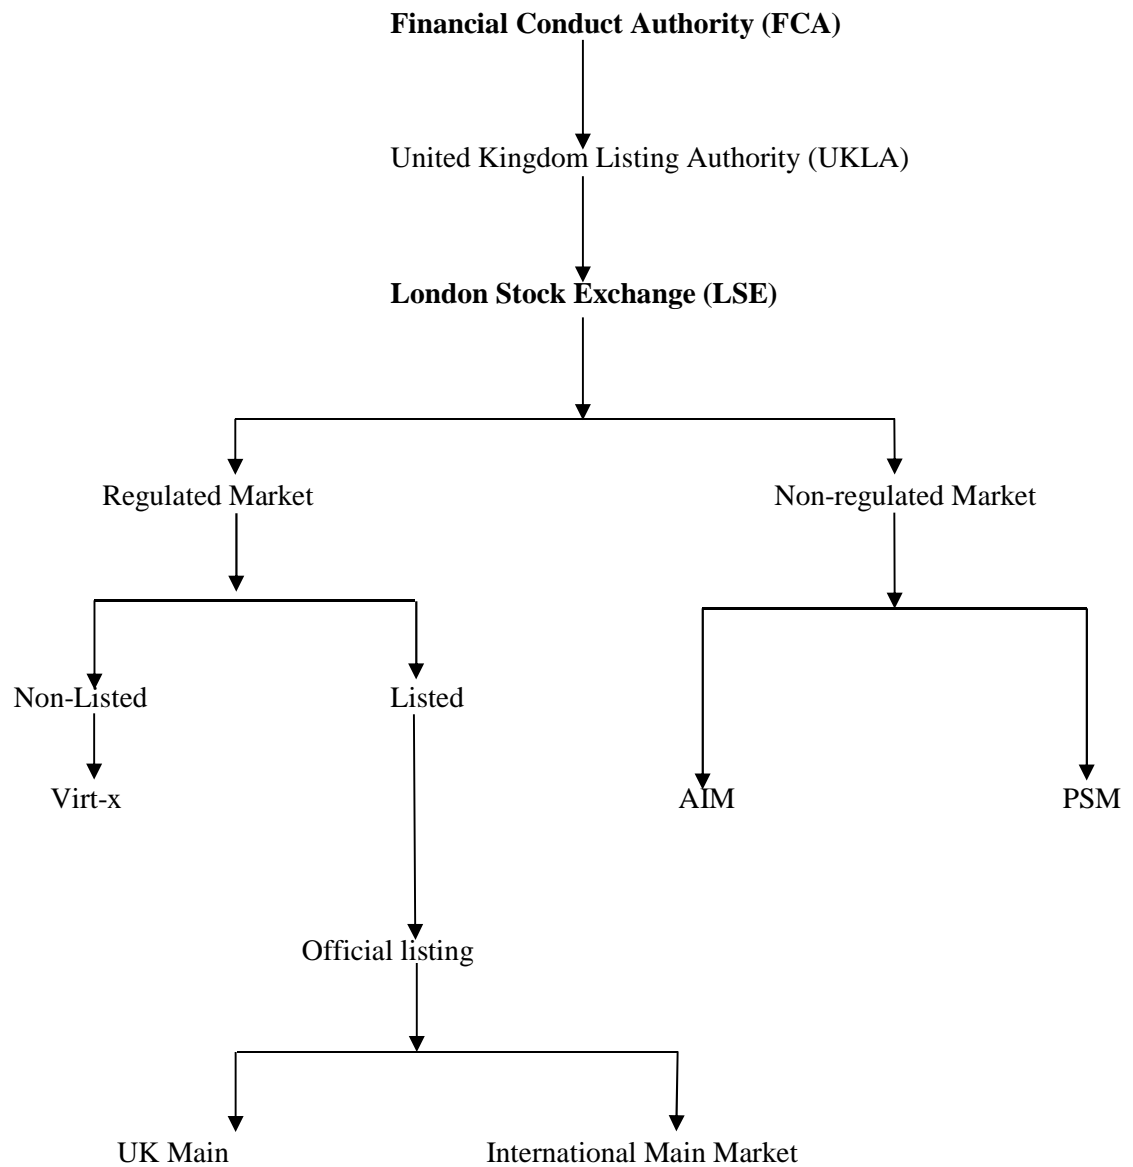 Financial Conduct Authority (FCA)
United Kingdom Listing Authority (UKLA)
London Stock Exchange (LSE)
Regulated Market
Non-regulated Market
Non-Listed
Listed
Virt-x
AIM
PSM
Official listing
UK Main
International Main Market